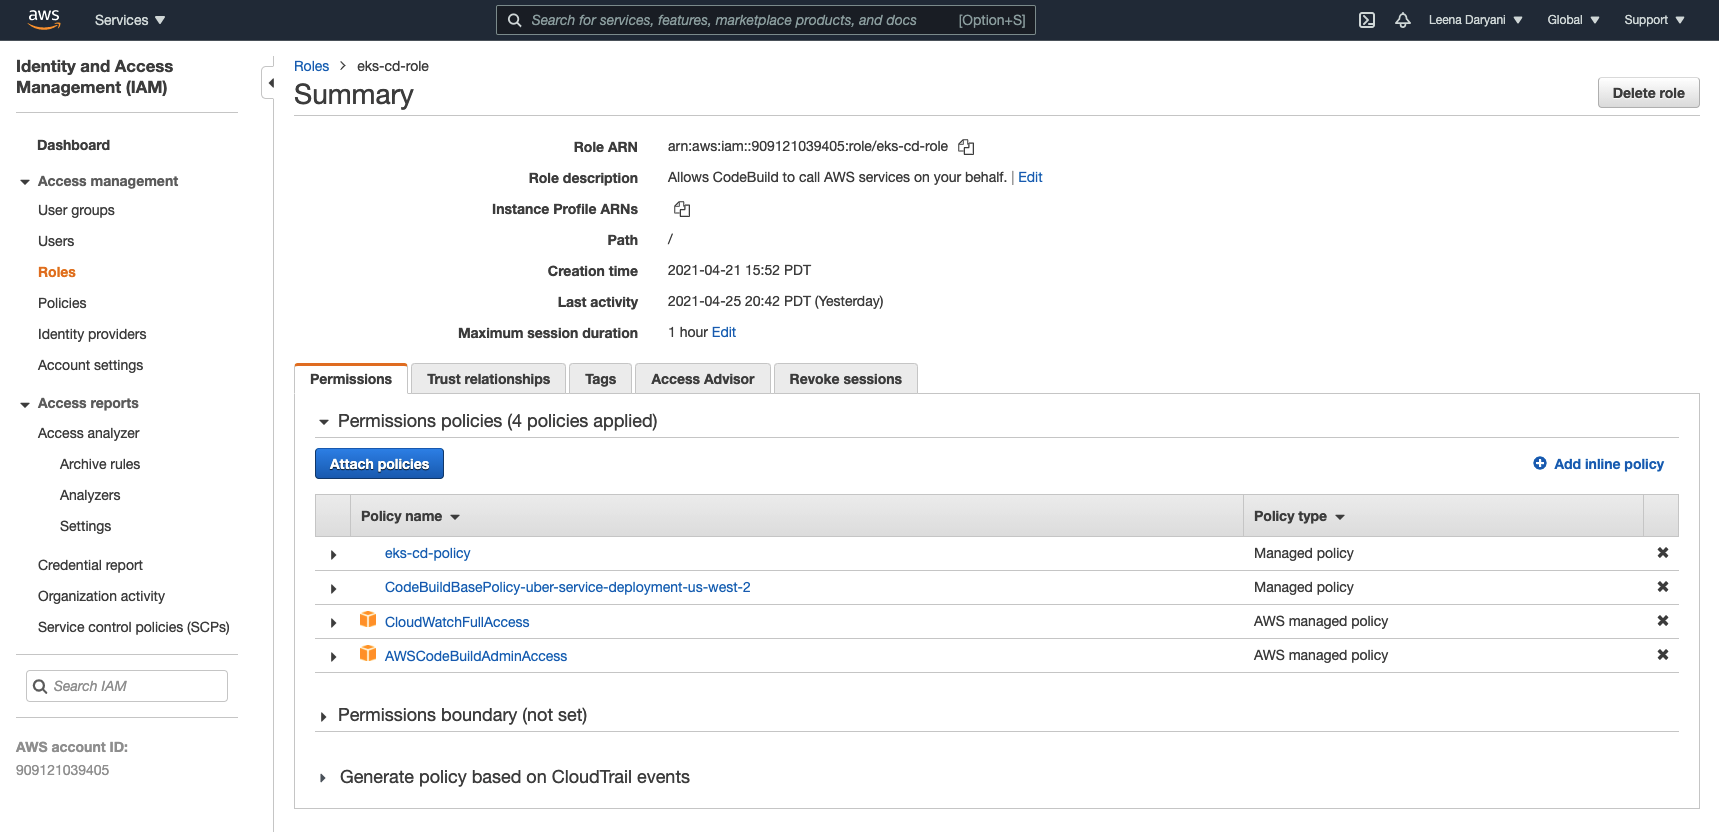 aws
Services
Search for services, features, marketplace products, and docs [Option+S]
Leena Daryani
Global
Support
Identity and Access
Management (IAM)
Dashboard
Access management
User groups
Users
Roles
Policies
Identity providers
Account settings
Access reports
Access analyzer
Archive rules
Analyzers
Settings
Credential report
Organization activity
Service control policies (SCPs)
Search IAM
AWS account ID:
909121039405
Roles > eks-cd-role
Summary
Delete role
Role ARN arn:aws:iam::909121039405:role/eks-cd-role
Role description Allows CodeBuild to call AWS services on your behalf. | Edit
Instance Profile ARNs
Path /
Creation time 2021-04-21 15:52 PDT
Last activity 2021-04-25 20:42 PDT (Yesterday)
Maximum session duration 1 hour Edit
Permissions
Trust relationships
Tags
Access Advisor
Revoke sessions
Permissions policies (4 policies applied)
Attach policies
Add inline policy
Policy name Policy type
eks-cd-policy Managed policy
CodeBuildBasePolicy-uber-service-deployment-us-west-2 Managed policy
CloudWatchFullAccess AWS managed policy
AWSCodeBuildAdminAccess AWS managed policy
Permissions boundary (not set)
Generate policy based on CloudTrail events